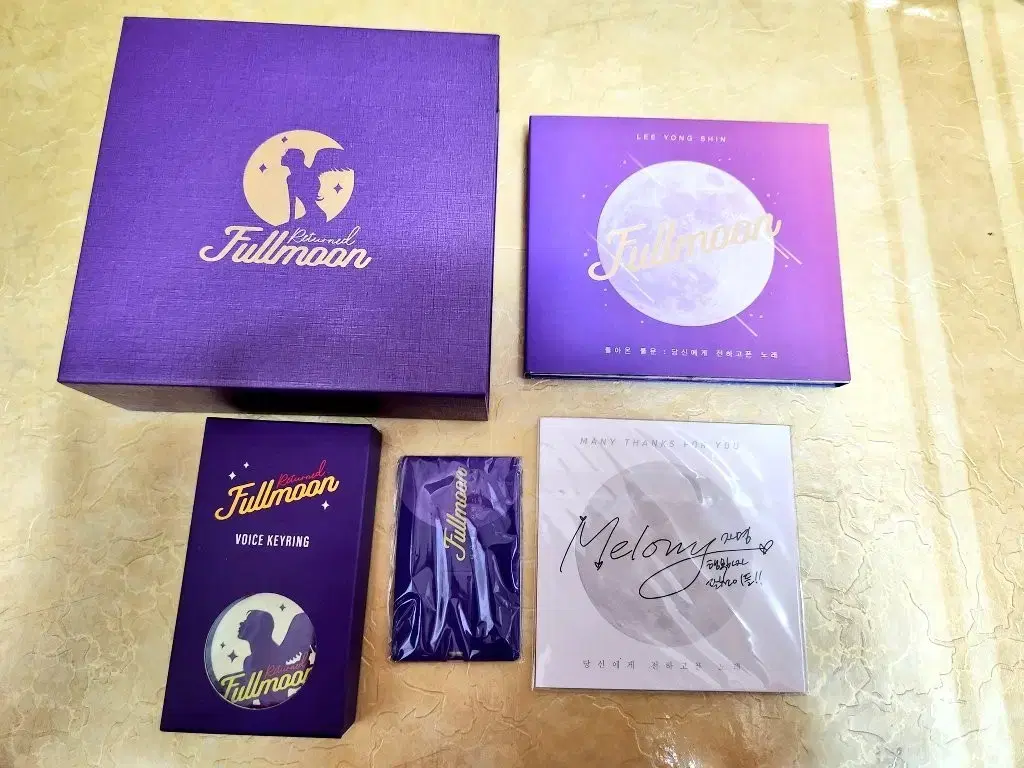 Returned
Fullmoon
LEE YONG SHIN
Fullmoon
돌아온 풀문 : 당신에게 전하고픈 노래
Returned
Fullmoon
VOICE KEYRING
Returned
Fullmoon
Fullmoon
MANY THANKS FOR YOU
Melomy
당신에게 전하고픈 노래